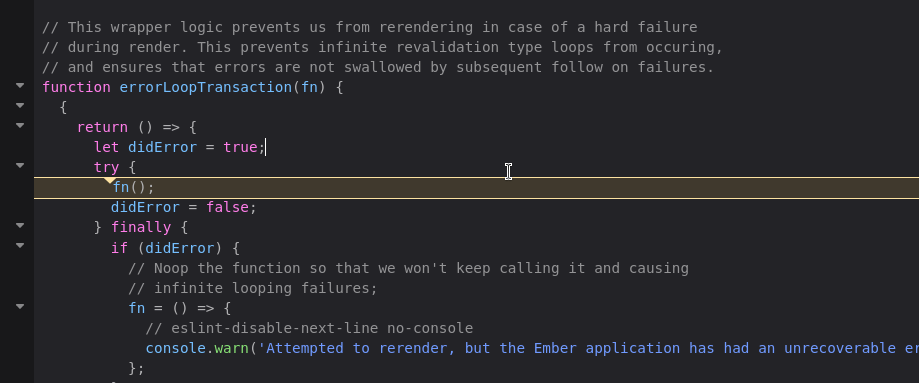 // This wrapper logic prevents us from rerendering in case of a hard failure
// during render. This prevents infinite revalidation type loops from occuring,
// and ensures that errors are not swallowed by subsequent follow on failures.
function errorLoopTransaction(fn) {
{
return () => {
let didError = true;
try {
fn();
didError = false;
} finally {
if (didError) {
// Noop the function so that we won't keep calling it and causing
// infinite looping failures;
fn = () => {
// eslint-disable-next-line no-console
console.warn('Attempted to rerender, but the Ember application has had an unrecoverable er
};